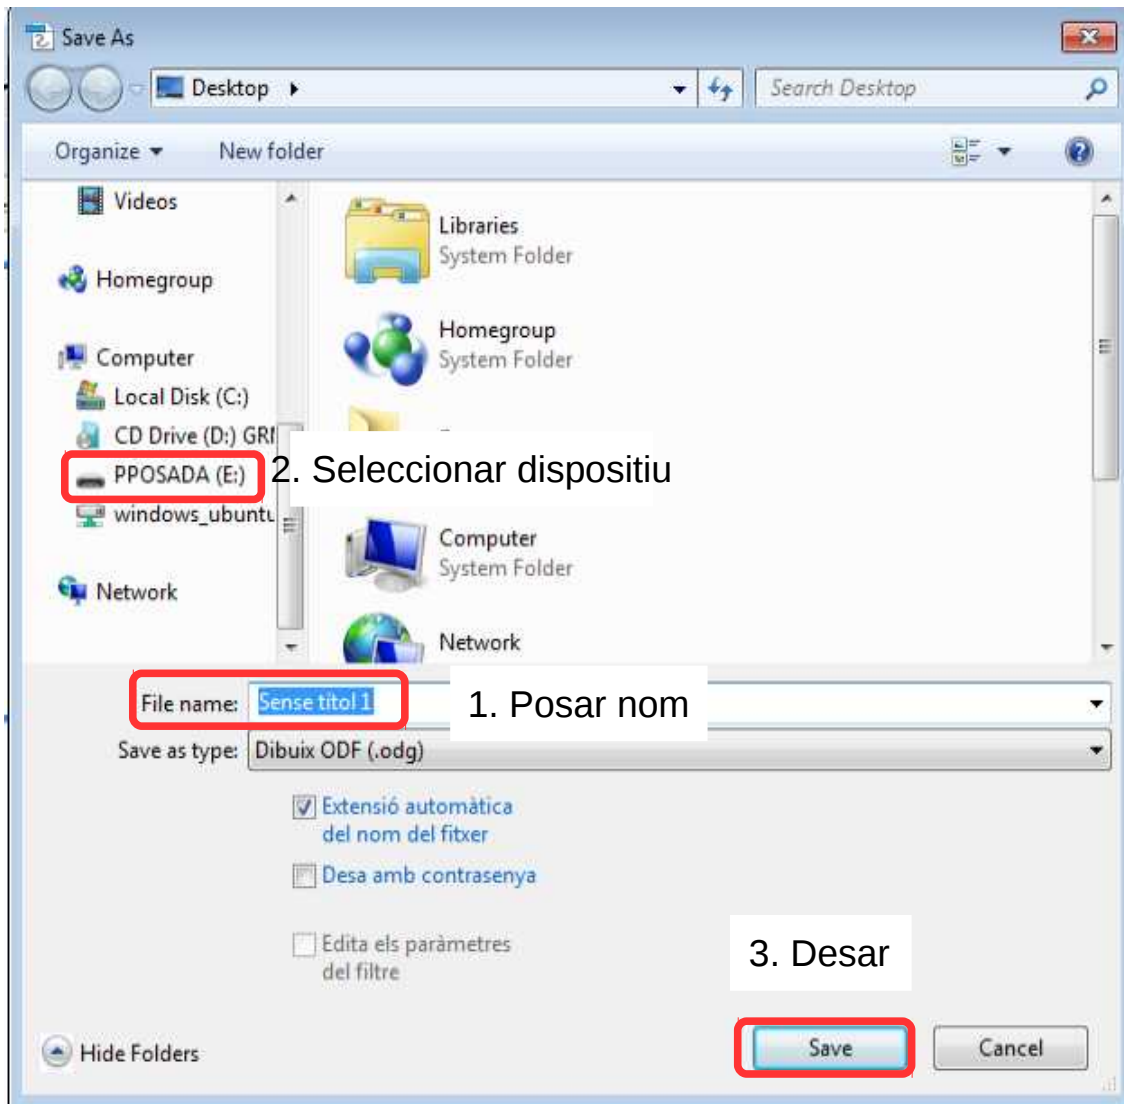 Save As
Desktop
Search Desktop
Organize
New folder
Videos
Homegroup
Computer
Local Disk (C:)
CD Drive (D:)
PPOSADA (E:)
Network
Libraries
System Folder
Homegroup
System Folder
Computer
System Folder
Network
2. Seleccionar dispositiu
File name: Sense títol 1
1. Posar nom
Save as type: Dibuix ODF (.odg)
Extensió automàtica
del nom del fitxer
Desa amb contrasenya
Edita els paràmetres
del filtre
3. Desar
Hide Folders
Save
Cancel